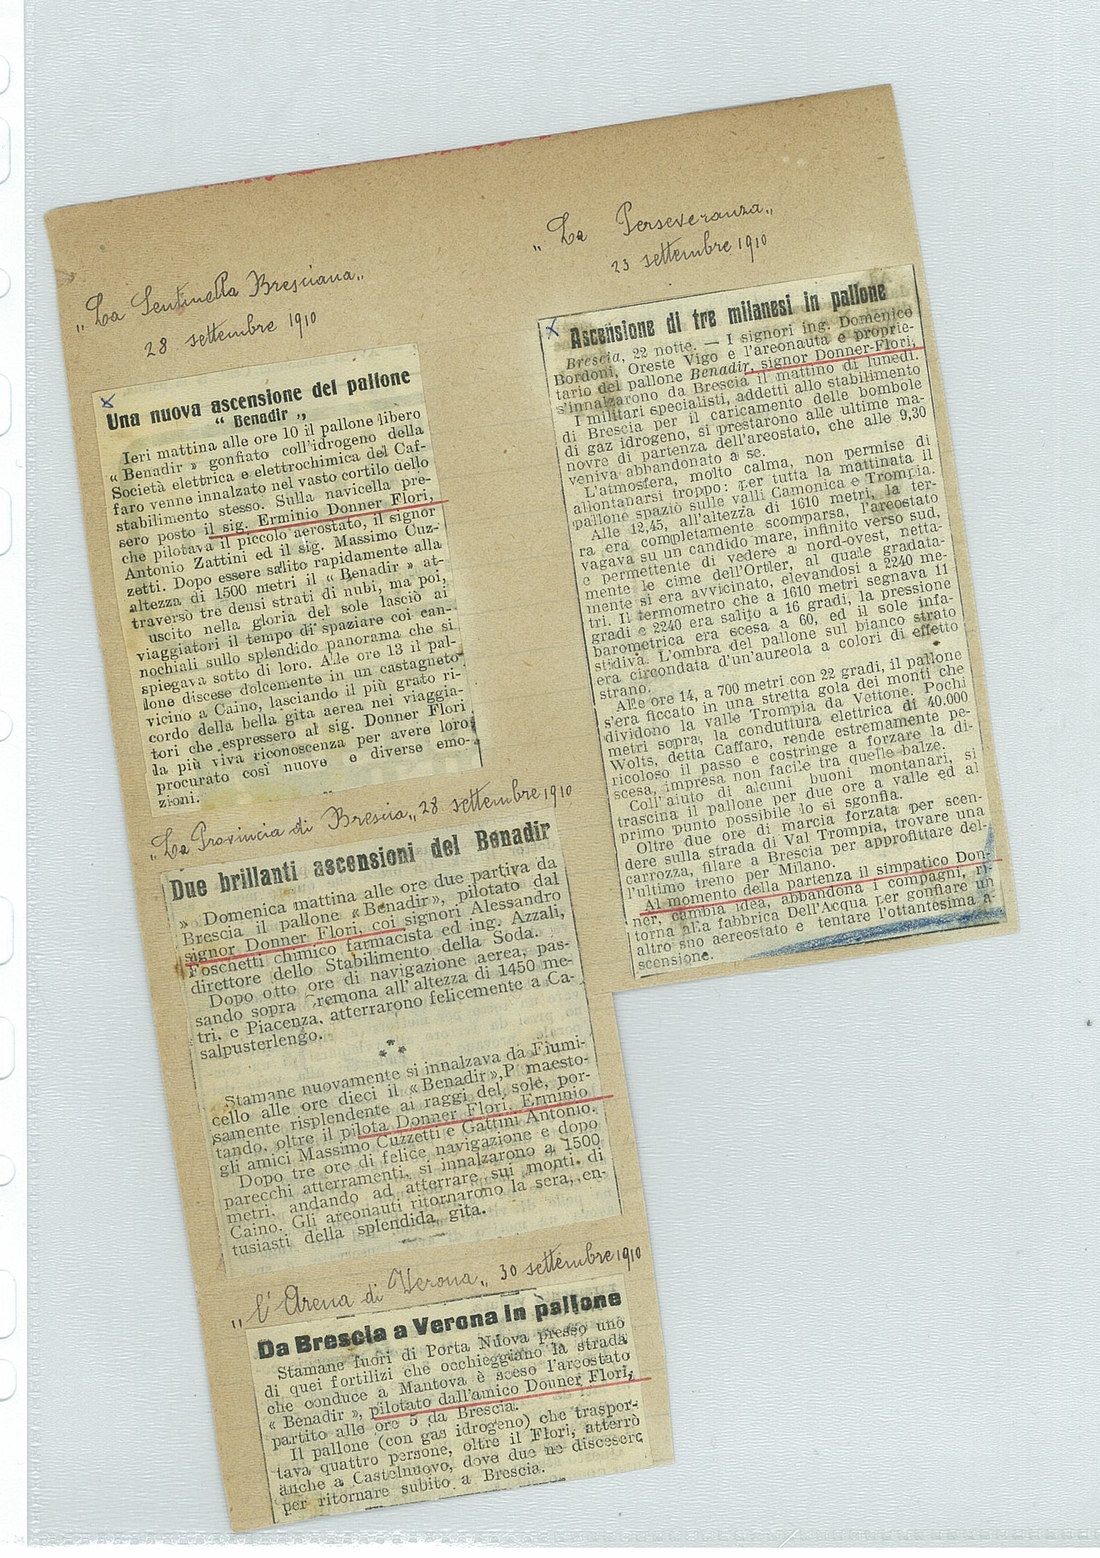 „La Sentinella Bresciana„
28 settembre 1910
Una nuova ascensione del pallone
“ Benadir „
Ieri mattina alle ore 10 il pallone libero
« Benadir » gonfiato coll'idrogeno della
Società elettrica e elettrochimica del Caf-
faro venne innalzato nel vasto cortilo dello
stabilimento stesso. Sulla navicella pre-
sero posto il sig. Erminio Donner Flori,
che pilotava il piccolo aerostato, il signor
Antonio Zattini ed il sig. Massimo Cuz-
zetti. Dopo essere salito rapidamente alla
altezza di 1500 metri il « Benadir » at-
traverso tre densi strati di nubi, ma poi,
uscito nella gloria del sole lasciò ai
viaggiatori il tempo di spaziare coi can-
nochiali sullo splendido panorama che si
spiegava sotto di loro. Alle ore 13 il pal-
lone discese dolcemente in un castagneto
vicino a Caino, lasciando il più grato ri-
cordo della bella gita aerea nei viaggia-
tori che espressero al sig. Donner Flori
la più viva riconoscenza per avere loro
procurato così nuove e diverse emo-
zioni.
„La Provincia di Brescia„ 28 settembre 1910
Due brillanti ascensioni del Benadir
» Domenica mattina alle ore due partiva da
Brescia il pallone « Benadir », pilotato dal
signor Donner Flori, coi signori Alessandro
Foschetti chimico farmacista ed ing. Azzali,
direttore dello Stabilimento della Soda.
Dopo otto ore di navigazione aerea, pas-
sando sopra Cremona all'altezza di 1450 me-
tri, e Piacenza, atterrarono felicemente a Ca-
salpusterlengo.
***
Stamane nuovamente si innalzava da Fiumi-
cello alle ore dieci il « Benadir », maesto-
samente risplendente ai raggi del sole, por-
tando, oltre il pilota Donner Flori, Erminio
gli amici Massimo Cuzzetti e Gattini Antonio.
Dopo tre ore di felice navigazione e dopo
parecchi atterramenti, si innalzarono a 1500
metri, andando ad atterrare sui monti di
Caino. Gli areonauti ritornarono la sera, en-
tusiasti della splendida gita.
„l'Arena di Verona„ 30 settembre 1910
Da Brescia a Verona in pallone
Stamane fuori di Porta Nuova presso uno
di quei fortilizi che occhieggiano la strada
che conduce a Mantova è sceso l'areostato
« Benadir », pilotato dall'amico Douner Flori,
partito alle ore 5 da Brescia.
Il pallone (con gas idrogeno) che traspor-
tava quattro persone, oltre il Flori, atterrò
anche a Castelnuovo, dove due ne discesero
per ritornare subito a Brescia.
„La Perseveranza„
23 settembre 1910
Ascensione di tre milanesi in pallone
Brescia, 22 notte. — I signori ing. Domenico
Bordoni, Oreste Vigo e l'areonauta e proprie-
tario del pallone Benadir, signor Donner-Flori,
s'innalzarono da Brescia il mattino di lunedì.
I militari specialisti, addetti allo stabilimento
di Brescia per il caricamento delle bombole
di gaz idrogeno, si prestarono alle ultime ma-
novre di partenza dell'areostato, che alle 9,30
veniva abbandonato a se.
L'atmosfera, molto calma, non permise di
allontanarsi troppo: per tutta la mattinata il
pallone spaziò sulle valli Camonica e Trompia.
Alle 12,45, all'altezza di 1610 metri, la ter-
ra era completamente scomparsa, l'areostato
vagava su un candido mare, infinito verso sud,
e permettente di vedere a nord-ovest, netta-
mente le cime dell'Ortler, al quale gradata-
mente si era avvicinato, elevandosi a 2240 me-
tri. Il termometro che a 1610 metri segnava 11
gradi e 2240 era salito a 16 gradi, la pressione
barometrica era scesa a 60, ed il sole infa-
stidiva. L'ombra del pallone sul bianco strato
era circondata d'un'aureola a colori di effetto
strano.
Alle ore 14, a 700 metri con 22 gradi, il pallone
s'era ficcato in una stretta gola dei monti che
dividono la valle Trompia da Vettone. Pochi
metri sopra, la conduttura elettrica di 40.000
Wolts, detta Caffaro, rende estremamente pe-
ricoloso il passo e costringe a forzare la di-
scesa, impresa non facile tra quelle balze.
Coll'aiuto di alcuni buoni montanari, si
trascina il pallone per due ore a valle ed al
primo punto possibile lo si sgonfia.
Oltre due ore di marcia forzata per scen-
dere sulla strada di Val Trompia, trovare una
carrozza, filare a Brescia per approfittare del-
l'ultimo treno per Milano.
Al momento della partenza il simpatico Don-
ner, cambia idea, abbandona i compagni, ri-
torna alla fabbrica Dell'Acqua per gonfiare un
altro suo aereostato e tentare l'ottantesima a-
scensione.